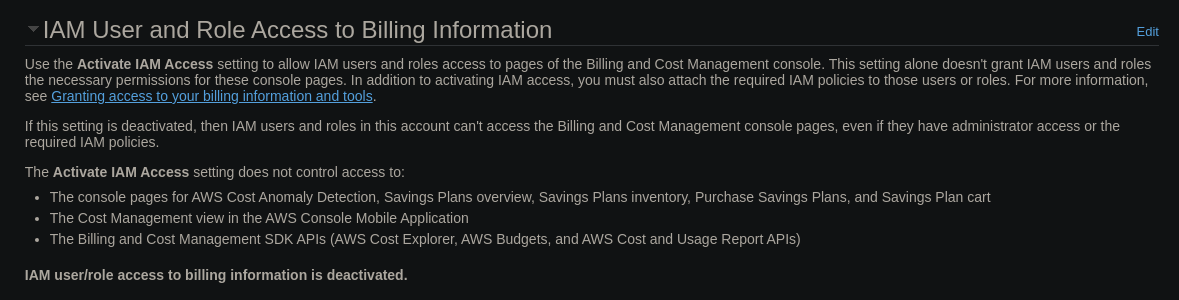 IAM User and Role Access to Billing Information
Edit
Use the Activate IAM Access setting to allow IAM users and roles access to pages of the Billing and Cost Management console. This setting alone doesn't grant IAM users and roles
the necessary permissions for these console pages. In addition to activating IAM access, you must also attach the required IAM policies to those users or roles. For more information,
see Granting access to your billing information and tools.
If this setting is deactivated, then IAM users and roles in this account can't access the Billing and Cost Management console pages, even if they have administrator access or the
required IAM policies.
The Activate IAM Access setting does not control access to:
• The console pages for AWS Cost Anomaly Detection, Savings Plans overview, Savings Plans inventory, Purchase Savings Plans, and Savings Plan cart
• The Cost Management view in the AWS Console Mobile Application
• The Billing and Cost Management SDK APIs (AWS Cost Explorer, AWS Budgets, and AWS Cost and Usage Report APIs)
IAM user/role access to billing information is deactivated.